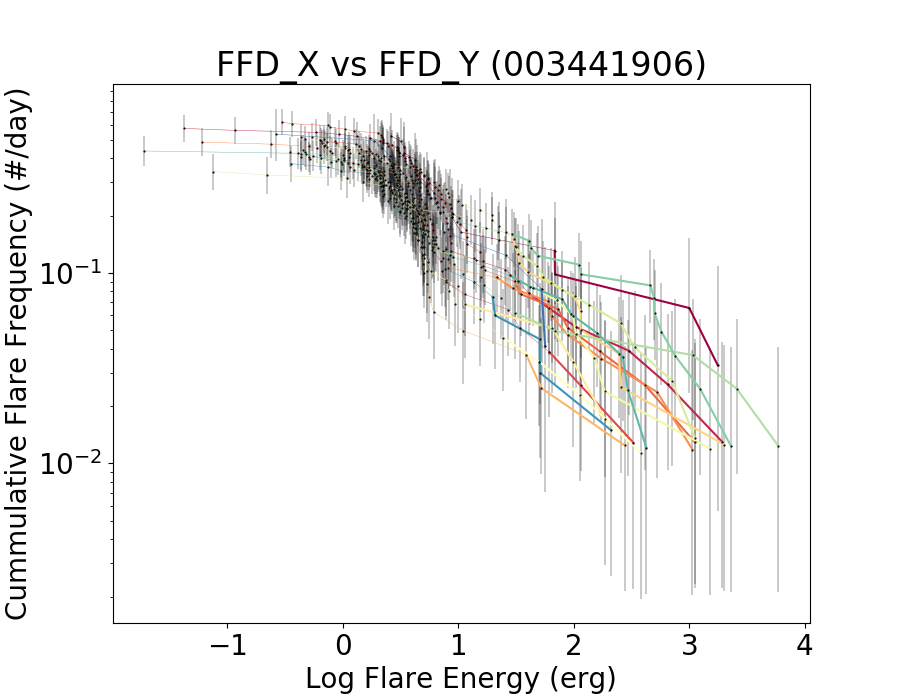 FFD_X vs FFD_Y (003441906)
Cummulative Flare Frequency (#/day)
10⁻¹
10⁻²
−1 0 1 2 3 4
Log Flare Energy (erg)